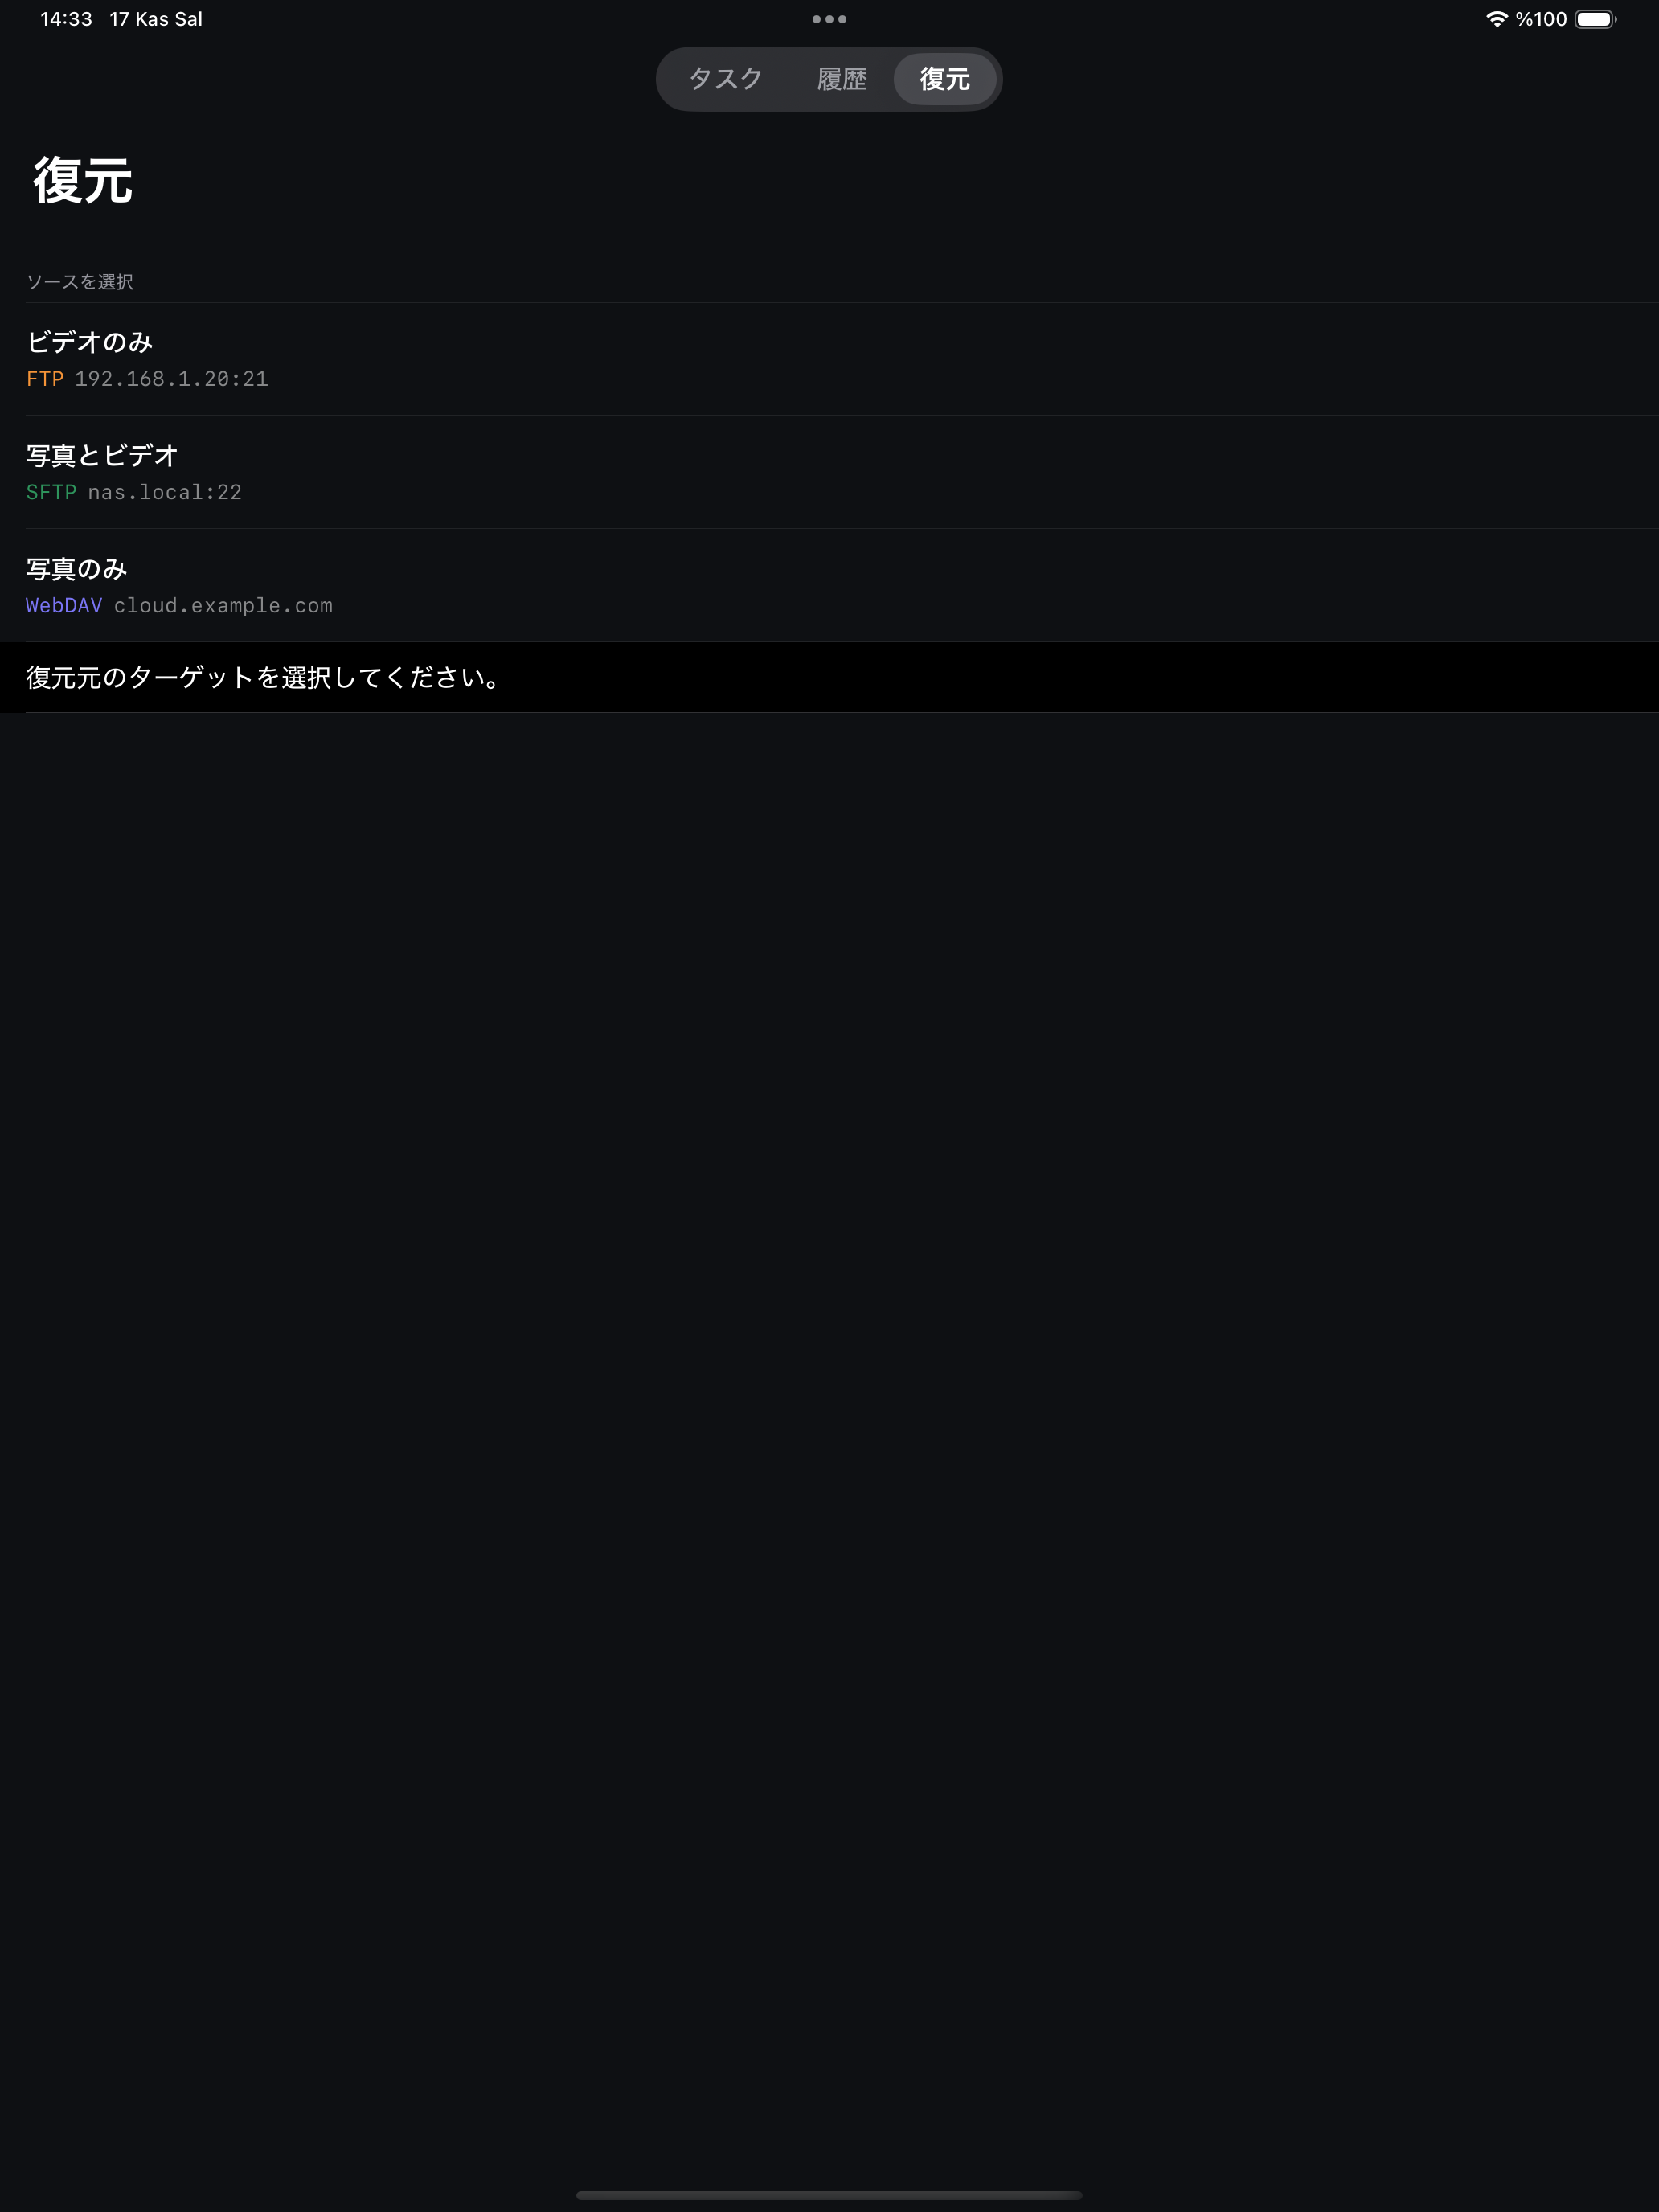 14:33 17 Kas Sal
%100
タスク 履歴 復元
復元
ソースを選択
ビデオのみ
FTP 192.168.1.20:21
写真とビデオ
SFTP nas.local:22
写真のみ
WebDAV cloud.example.com
復元元のターゲットを選択してください。